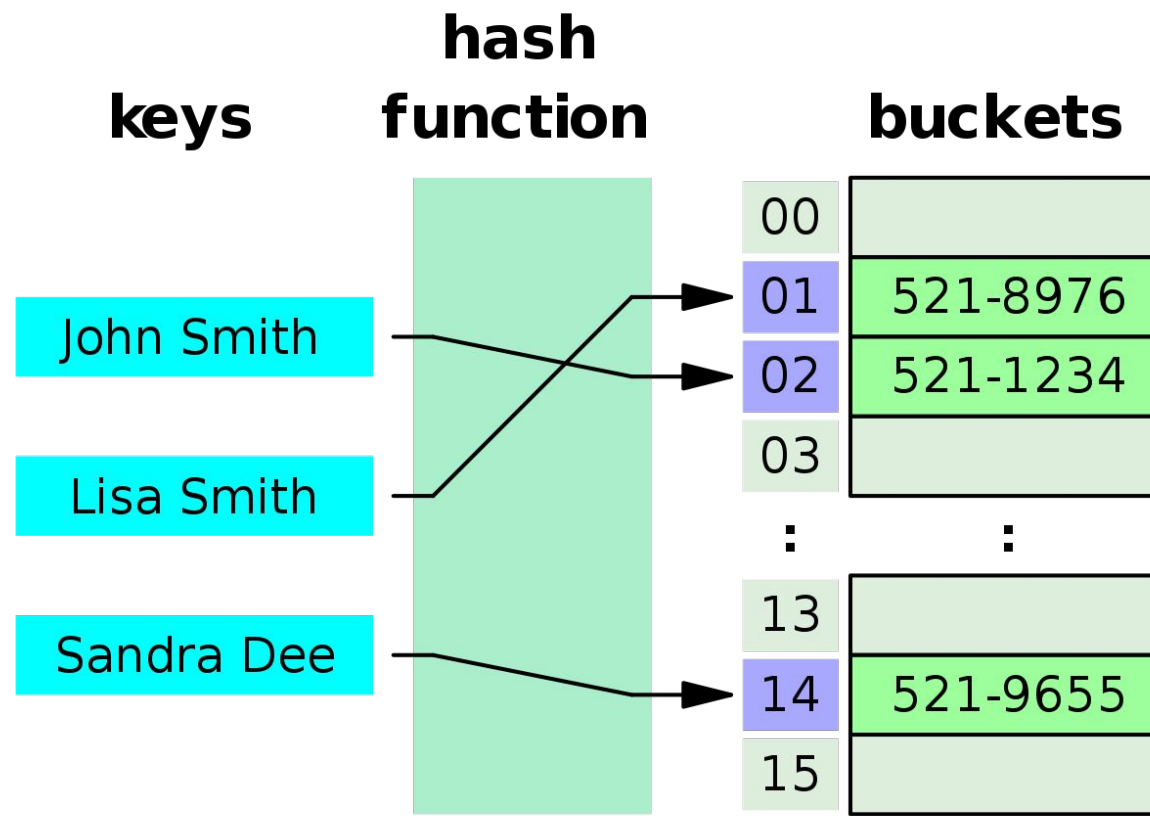 hash
keys function buckets
00
01 521-8976
John Smith
02 521-1234
03
Lisa Smith
: :
13
Sandra Dee
14 521-9655
15